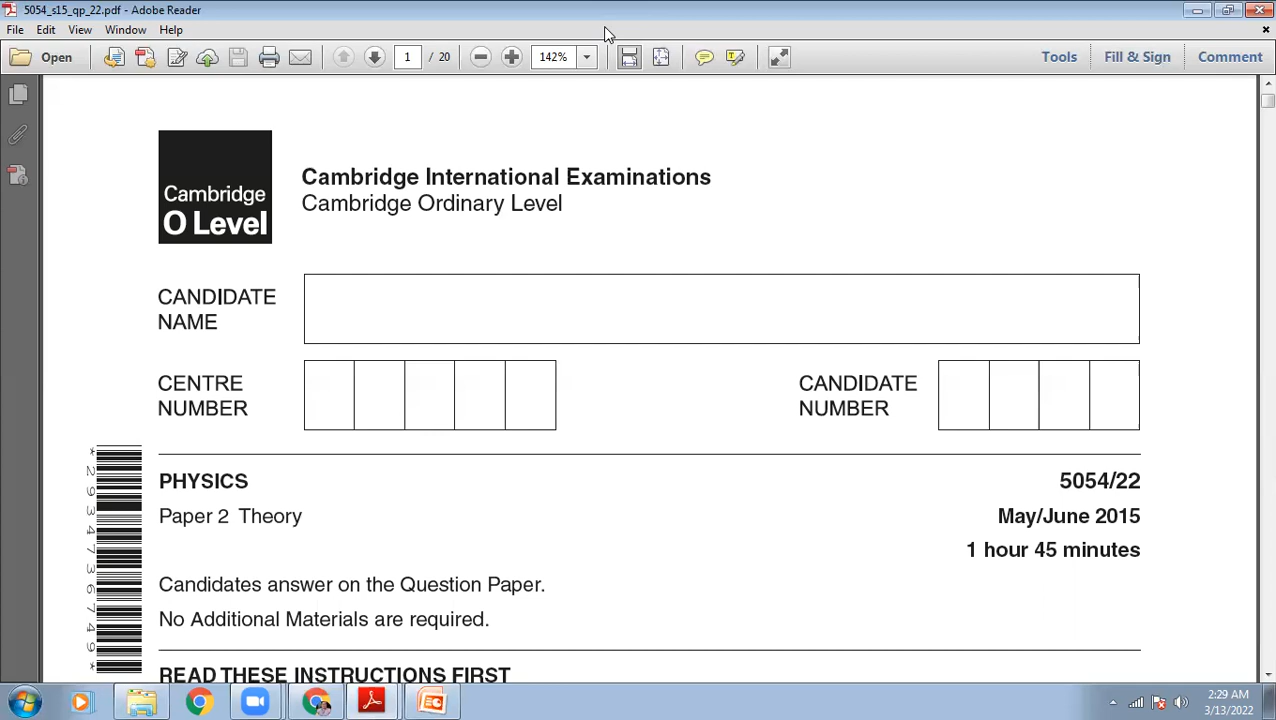 5054_s15_qp_22.pdf - Adobe Reader
File Edit View Window Help
Open 1 / 20 142% Tools Fill & Sign Comment
Cambridge
O Level
Cambridge International Examinations
Cambridge Ordinary Level
CANDIDATE
NAME
CENTRE
NUMBER
CANDIDATE
NUMBER
*2934736749*
PHYSICS 5054/22
Paper 2 Theory May/June 2015
1 hour 45 minutes
Candidates answer on the Question Paper.
No Additional Materials are required.
READ THESE INSTRUCTIONS FIRST
2:29 AM
3/13/2022